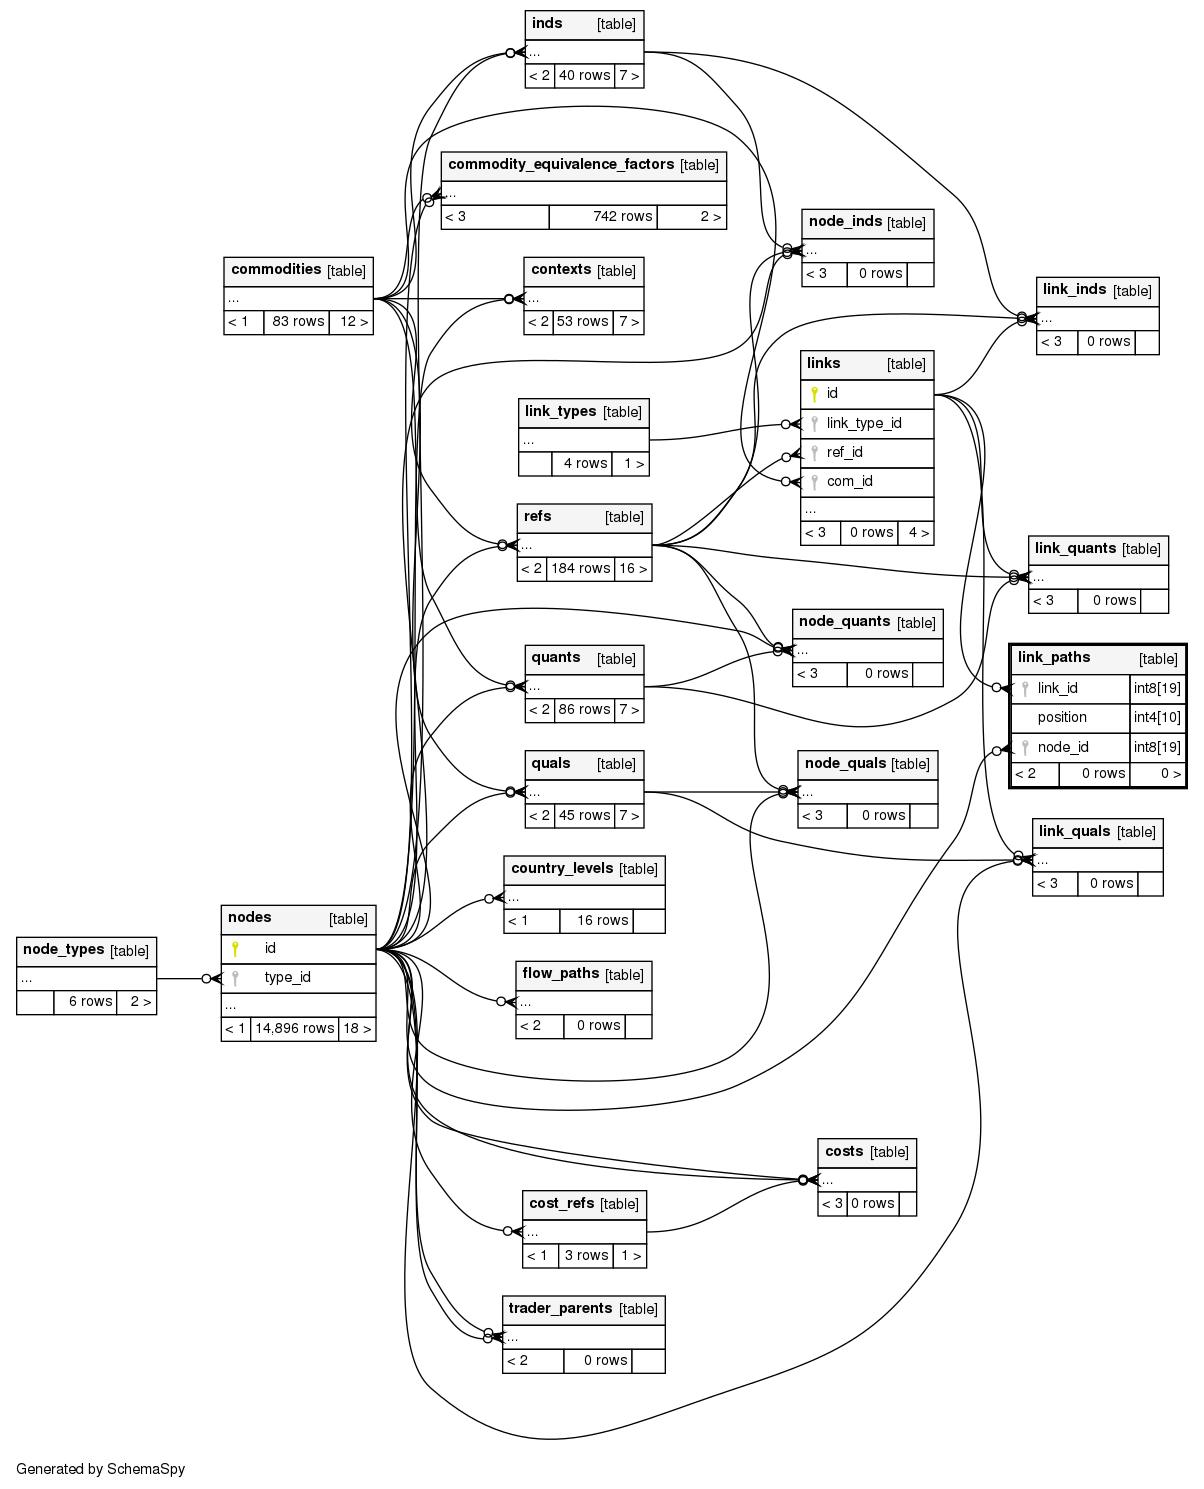 inds [table]
...
< 2 40 rows 7 >
commodity_equivalence_factors [table]
...
< 3 742 rows 2 >
node_inds [table]
...
< 3 0 rows
commodities [table]
...
< 1 83 rows 12 >
contexts [table]
...
< 2 53 rows 7 >
link_inds [table]
...
< 3 0 rows
links [table]
id
link_type_id
ref_id
com_id
...
< 3 0 rows 4 >
link_types [table]
...
4 rows 1 >
refs [table]
...
< 2 184 rows 16 >
link_quants [table]
...
< 3 0 rows
node_quants [table]
...
< 3 0 rows
quants [table]
...
< 2 86 rows 7 >
link_paths [table]
link_id int8[19]
position int4[10]
node_id int8[19]
< 2 0 rows 0 >
quals [table]
...
< 2 45 rows 7 >
node_quals [table]
...
< 3 0 rows
link_quals [table]
...
< 3 0 rows
country_levels [table]
...
< 1 16 rows
nodes [table]
id
type_id
...
< 1 14,896 rows 18 >
node_types [table]
...
6 rows 2 >
flow_paths [table]
...
< 2 0 rows
costs [table]
...
< 3 0 rows
cost_refs [table]
...
< 1 3 rows 1 >
trader_parents [table]
...
< 2 0 rows
Generated by SchemaSpy